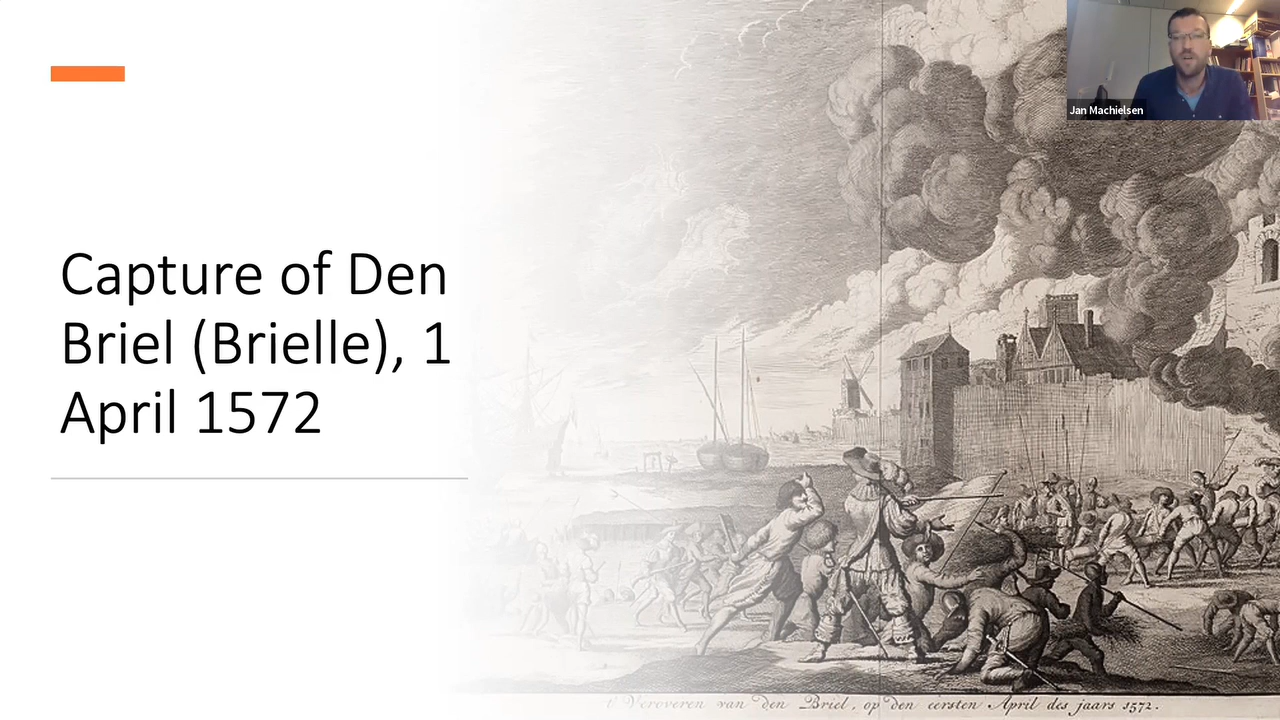 Capture of Den
Briel (Brielle), 1
April 1572
Jan Machielsen
t Veroveren van den Briel, op den eersten April des jaars 1572.